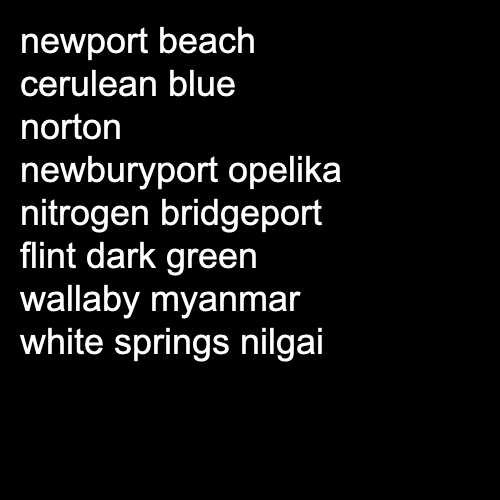 newport beach
cerulean blue
norton
newburyport opelika
nitrogen bridgeport
flint dark green
wallaby myanmar
white springs nilgai